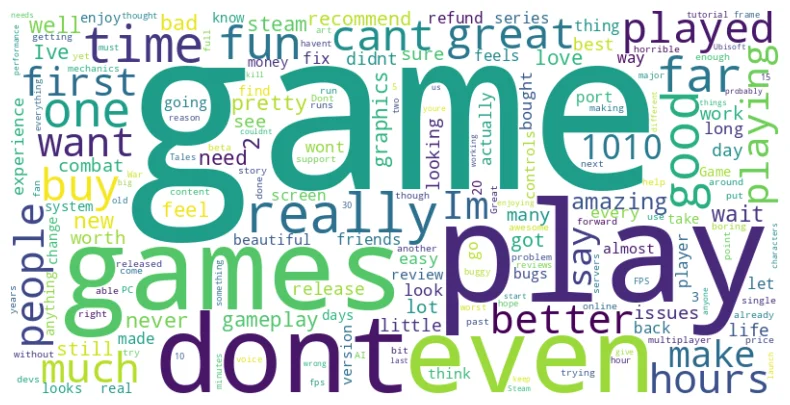 needs
performance
enjoy
thought
well
getting
yet
mechanics
Ive
must
time
bad
full
steam
fun
know
recommend
art
havent
money
fix
kill
cant
didnt
refund
sure
feels
series
great
thing
best
love
tutorial
frame
horrible
Ubisoft
way
enough
played
major
15
probably
playing
first
everything
going
reason
find
pretty
Dont
run
runs
two
5
us
youre
graphics
looking
actually
working
controls
bought
port
making
far
different
things
good
work
long
day
1010
next
experience
one
want
beta
couldnt
see
game
wont
support
need
2
combat
fan
War
big
Tales
content
story
done
feel
old
buy
system
new
worth
change
anything
people
released
come
years
able
PC
right
never
without
made
try
still
much
devs
looks
real
screen
30
though
really
beautiful
friends
another
something
games
easy
review
release
look
lot
gameplay
days
little
version
10
minutes
voice
wrong
fps
AI
bit
last
dont
even
think
20
Great
enjoying
Im
many
go
awesome
got
buggy
problem
reviews
bugs
worst
past
start
hope
play
better
online
say
servers
forward
amazing
every
almost
FPS
use
take
help
Game
around
put
wait
point
boring
anyone
characters
player
3
let
single
already
life
issues
back
multiplayer
price
launch
give
hour
trying
keep
Steam
make
hours